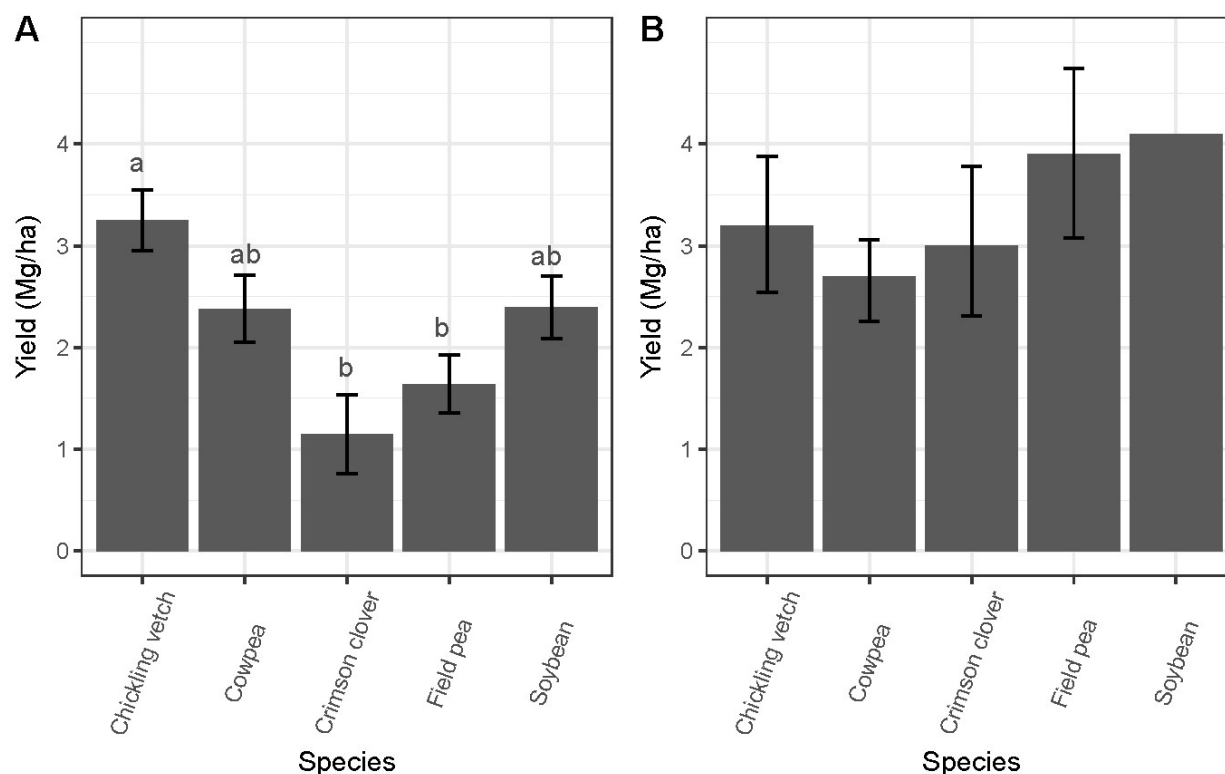 A
Yield (Mg/ha)
4
3
2
1
0
a
ab
b
b
ab
Chickling vetch
Cowpea
Crimson clover
Field pea
Soybean
Species
B
Yield (Mg/ha)
4
3
2
1
0
Chickling vetch
Cowpea
Crimson clover
Field pea
Soybean
Species